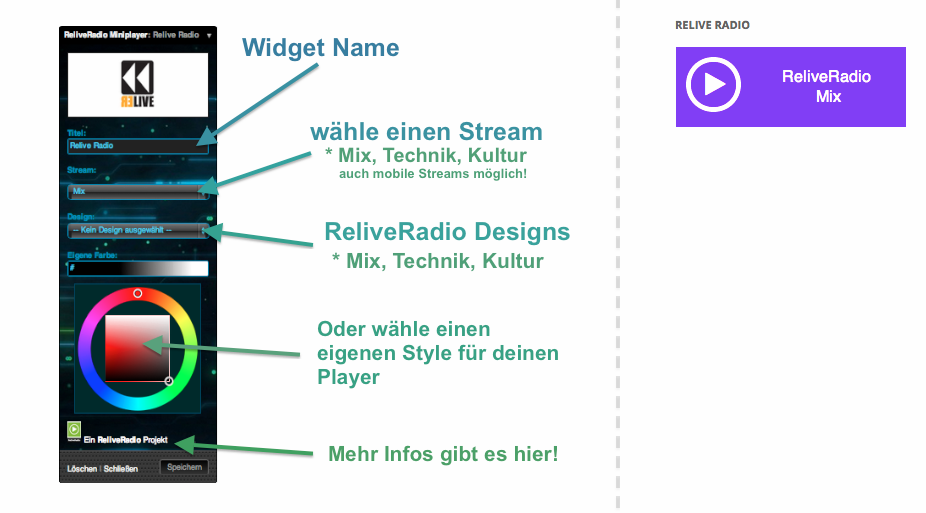 ReliveRadio Miniplayer: Relive Radio
RELIVE
Titel:
Relive Radio
Stream:
Mix
Design:
-- Kein Design ausgewählt --
Eigene Farbe:
#
Ein ReliveRadio Projekt
Löschen | Schließen
Speichern
Widget Name
wähle einen Stream
* Mix, Technik, Kultur
auch mobile Streams möglich!
ReliveRadio Designs
* Mix, Technik, Kultur
Oder wähle einen
eigenen Style für deinen
Player
Mehr Infos gibt es hier!
RELIVE RADIO
ReliveRadio
Mix